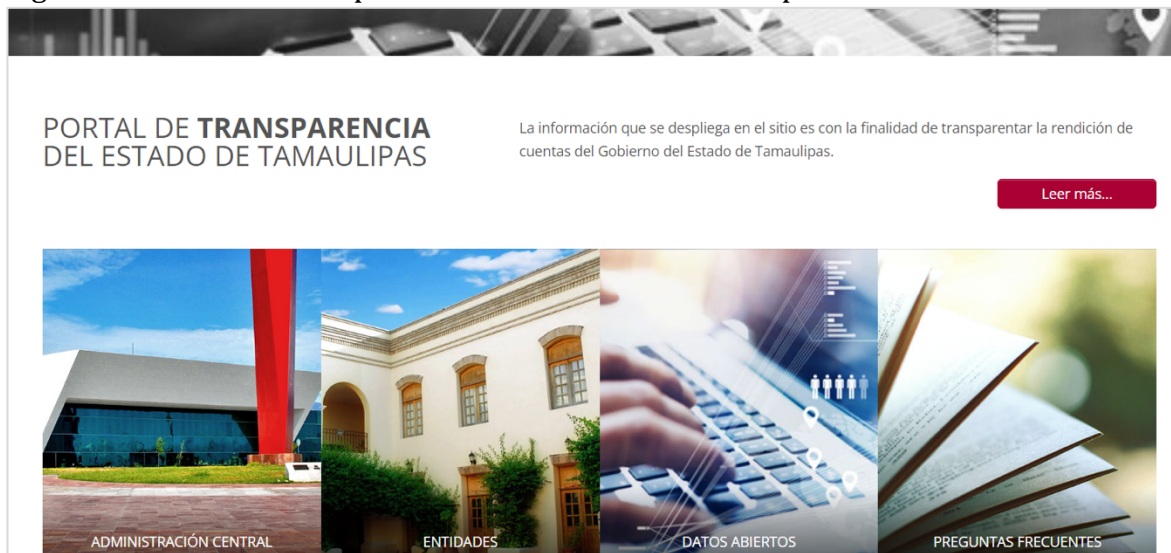 PORTAL DE TRANSPARENCIA
DEL ESTADO DE TAMAULIPAS
La información que se despliega en el sitio es con la finalidad de transparentar la rendición de
cuentas del Gobierno del Estado de Tamaulipas.
Leer más...
ADMINISTRACIÓN CENTRAL
ENTIDADES
DATOS ABIERTOS
PREGUNTAS FRECUENTES